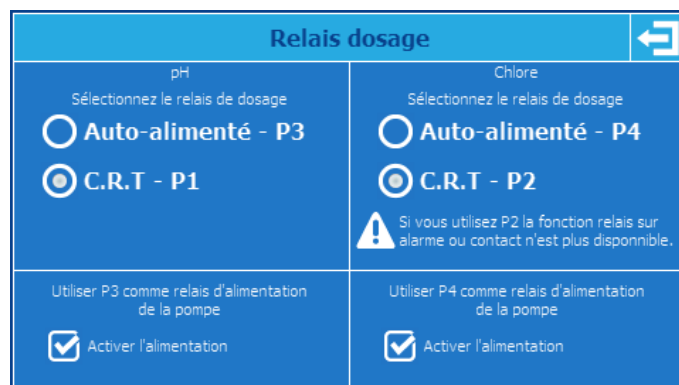 Relais dosage
pH
Sélectionnez le relais de dosage
Auto-alimenté - P3
C.R.T - P1
Chlore
Sélectionnez le relais de dosage
Auto-alimenté - P4
C.R.T - P2
Si vous utilisez P2 la fonction relais sur
alarme ou contact n'est plus disponnible.
Utiliser P3 comme relais d'alimentation
de la pompe
Activer l'alimentation
Utiliser P4 comme relais d'alimentation
de la pompe
Activer l'alimentation